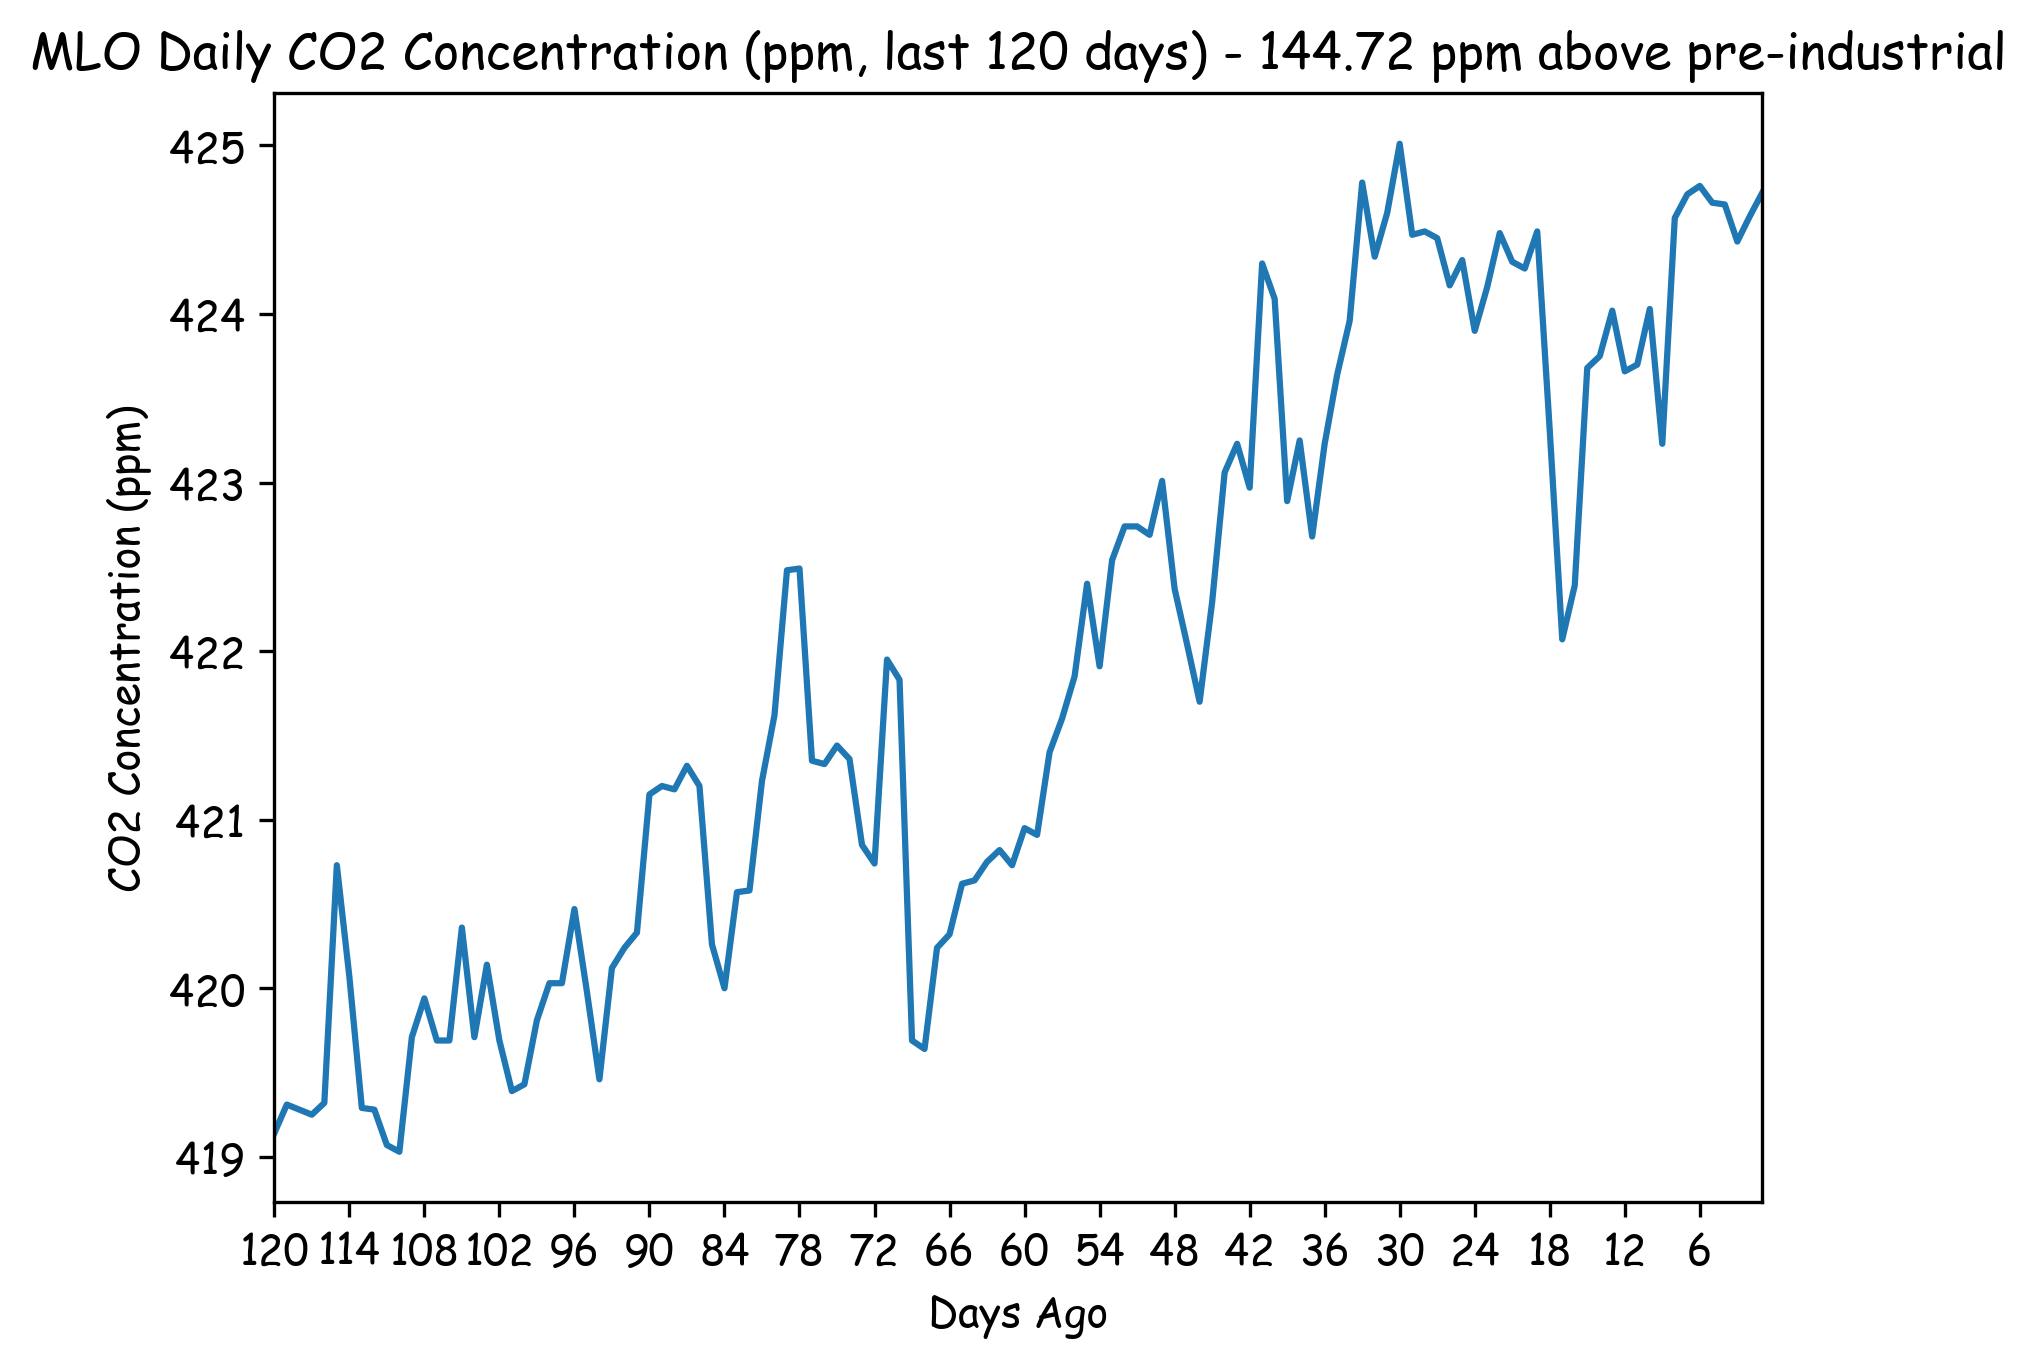 MLO Daily CO2 Concentration (ppm, last 120 days) - 144.72 ppm above pre-industrial
425
424
423
422
421
420
419
CO2 Concentration (ppm)
120 114 108 102 96 90 84 78 72 66 60 54 48 42 36 30 24 18 12 6
Days Ago